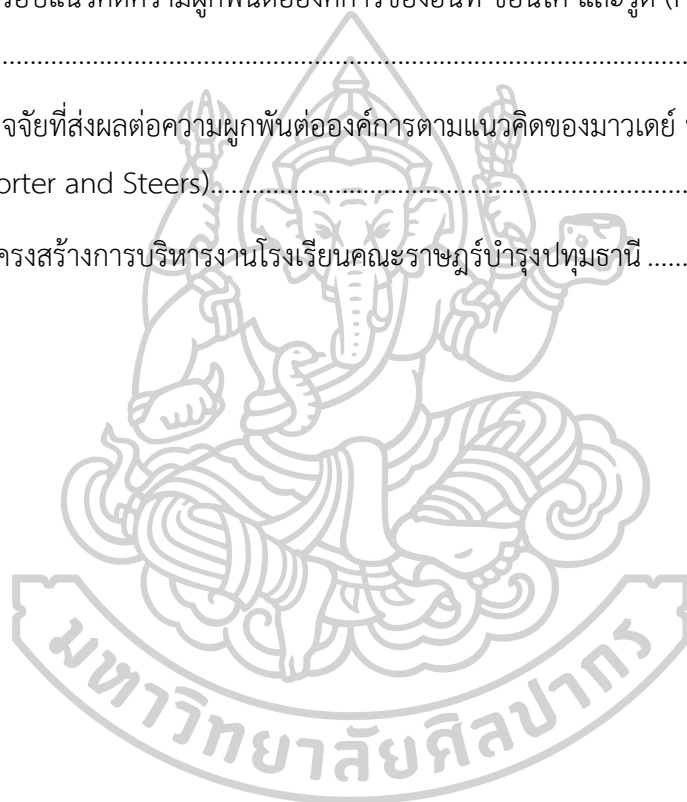 รอบแนวคิดความผูกพันต่อองค์การของฮันท์ ชอนโก และวูด (
....................................................................................................
จจัยที่ส่งผลต่อความผูกพันต่อองค์การตามแนวคิดของมาวเดย์
orter and Steers)....................................................................
ครงสร้างการบริหารงานโรงเรียนคณะราษฎร์บำรุงปทุมธานี ......
มหาวิทยาลัยศิลปากร